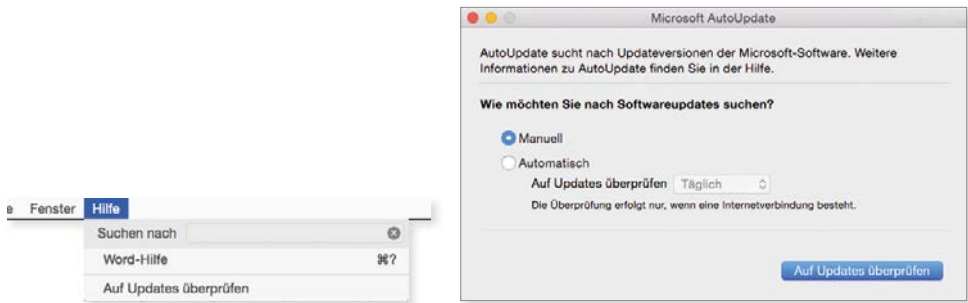 e Fenster Hilfe
Suchen nach
Word-Hilfe ⌘?
Auf Updates überprüfen
Microsoft AutoUpdate
AutoUpdate sucht nach Updateversionen der Microsoft-Software. Weitere
Informationen zu AutoUpdate finden Sie in der Hilfe.
Wie möchten Sie nach Softwareupdates suchen?
Manuell
Automatisch
Auf Updates überprüfen Täglich
Die Überprüfung erfolgt nur, wenn eine Internetverbindung besteht.
Auf Updates überprüfen